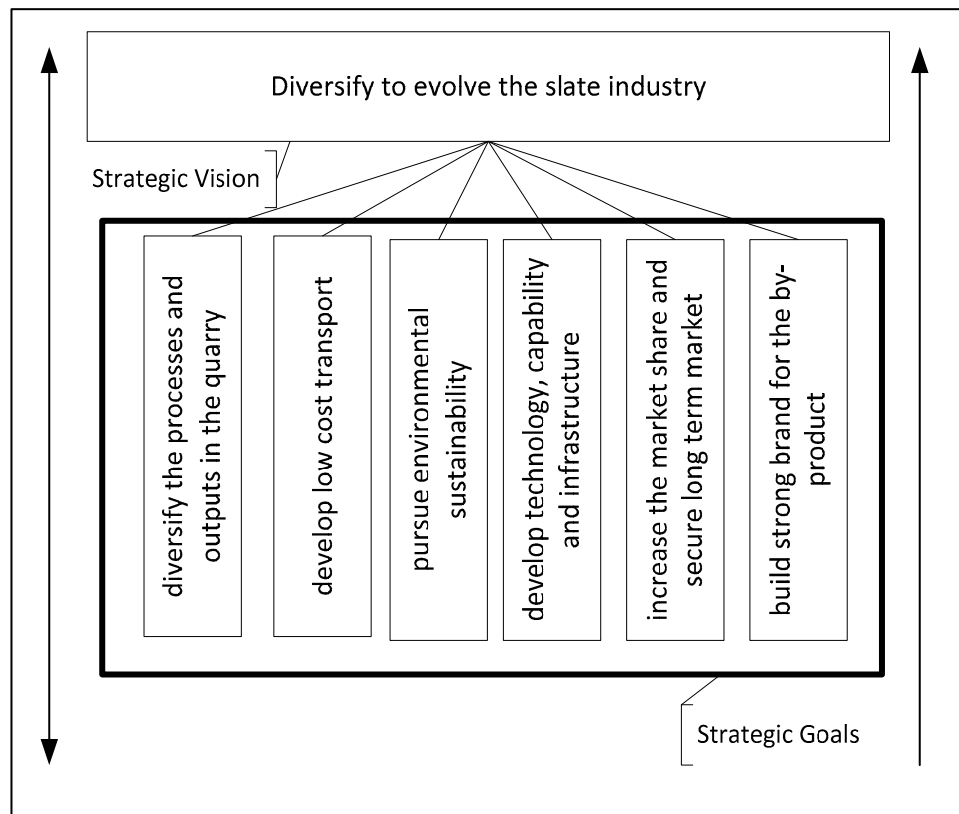 Diversify to evolve the slate industry
Strategic Vision
diversify the processes and
outputs in the quarry
develop low cost transport
pursue environmental
sustainability
develop technology, capability
and infrastructure
increase the market share and
secure long term market
build strong brand for the by-
product
Strategic Goals